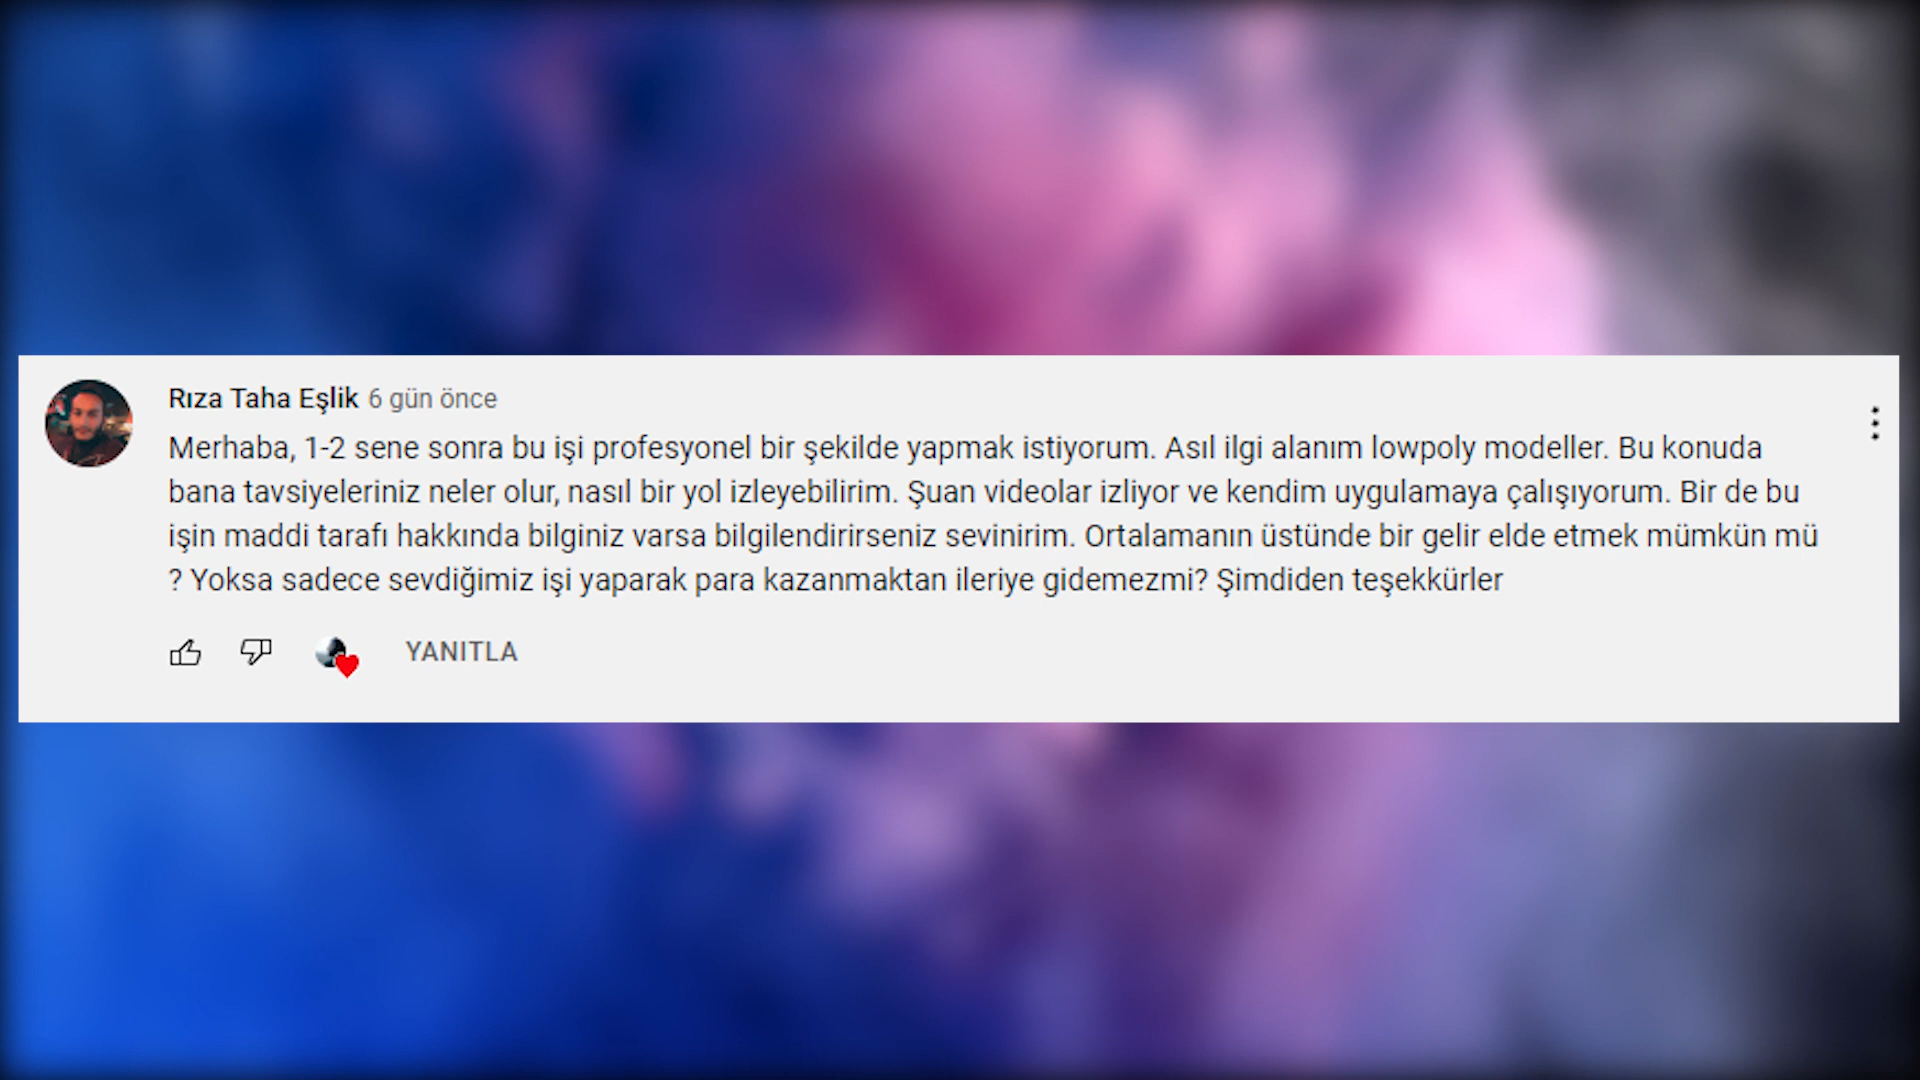 Rıza Taha Eşlik 6 gün önce
Merhaba, 1-2 sene sonra bu işi profesyonel bir şekilde yapmak istiyorum. Asıl ilgi alanım lowpoly modeller. Bu konuda
bana tavsiyeleriniz neler olur, nasıl bir yol izleyebilirim. Şuan videolar izliyor ve kendim uygulamaya çalışıyorum. Bir de bu
işin maddi tarafı hakkında bilginiz varsa bilgilendirirseniz sevinirim. Ortalamanın üstünde bir gelir elde etmek mümkün mü
? Yoksa sadece sevdiğimiz işi yaparak para kazanmaktan ileriye gidemezmi? Şimdiden teşekkürler
YANITLA